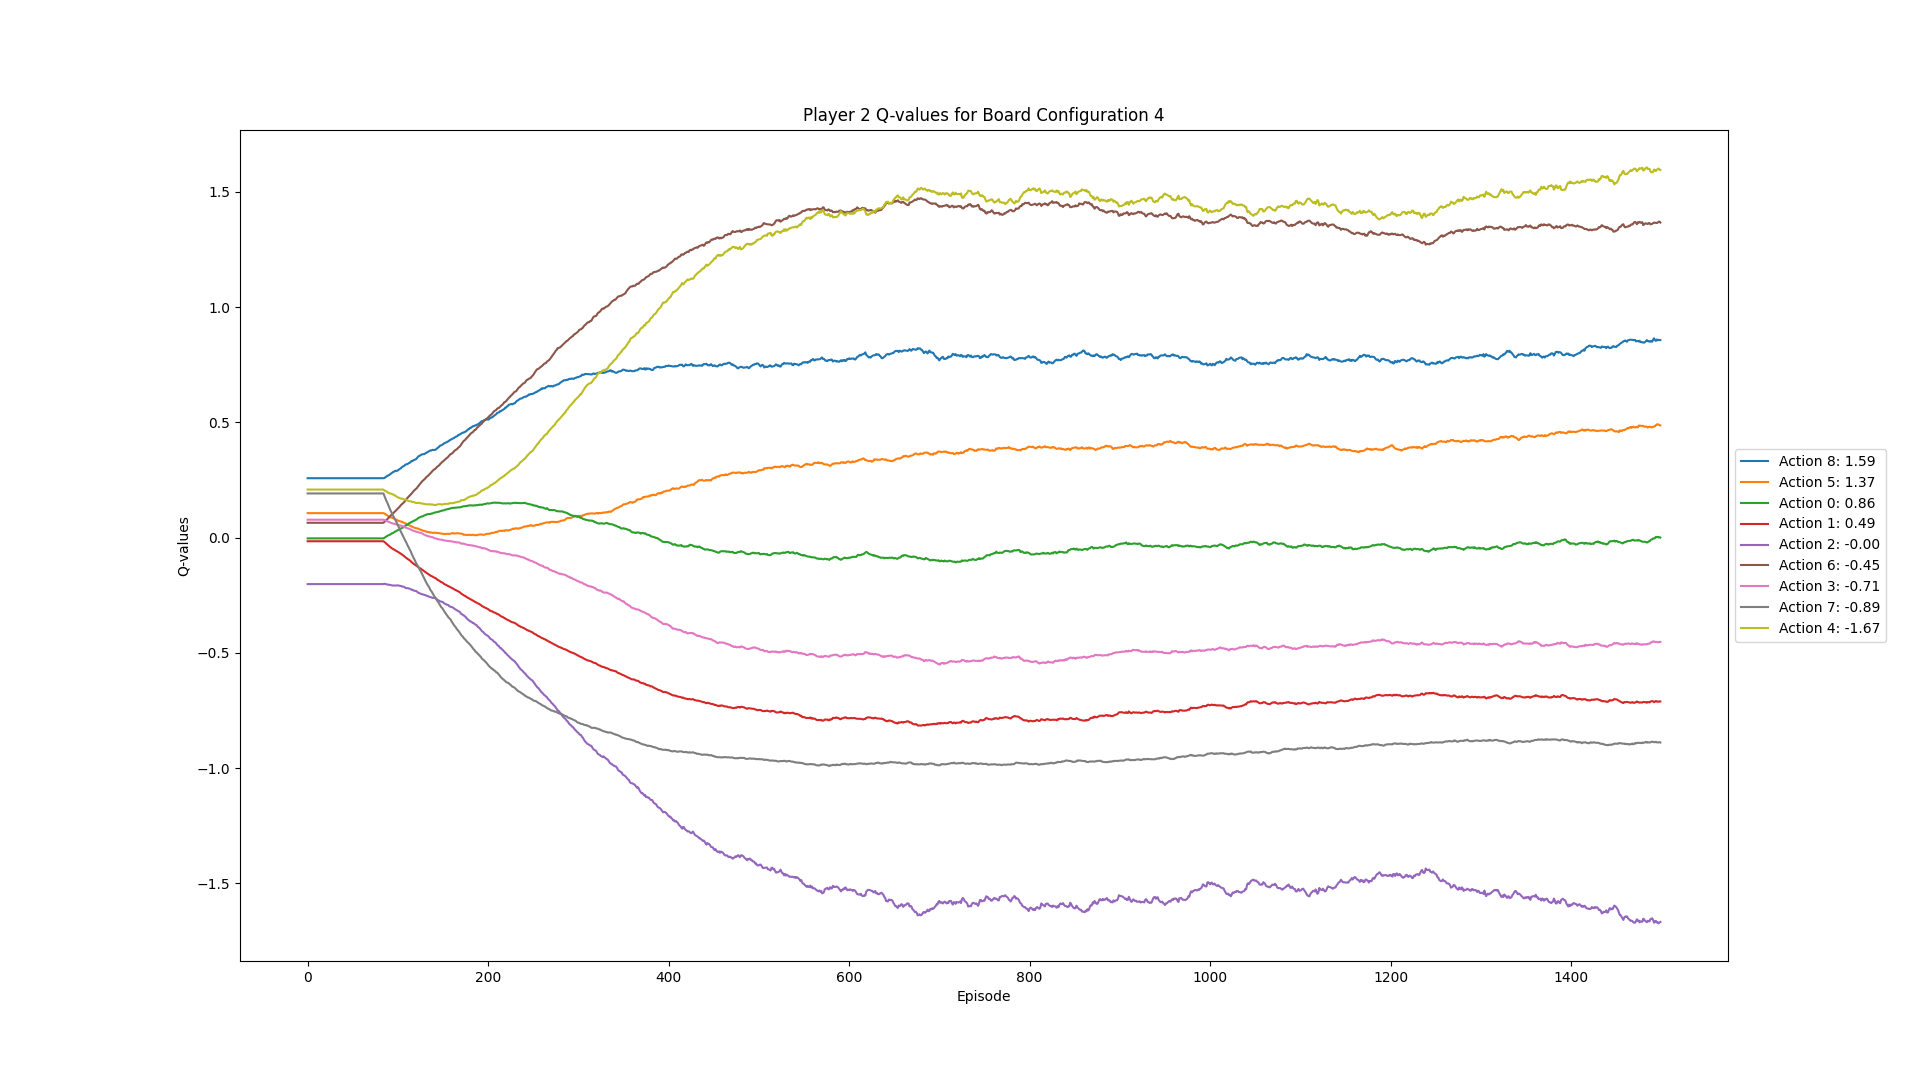 Player 2 Q-values for Board Configuration 4
1.5
1.0
0.5
0.0
−0.5
−1.0
−1.5
Q-values
0 200 400 600 800 1000 1200 1400
Episode
Action 8: 1.59
Action 5: 1.37
Action 0: 0.86
Action 1: 0.49
Action 2: -0.00
Action 6: -0.45
Action 3: -0.71
Action 7: -0.89
Action 4: -1.67